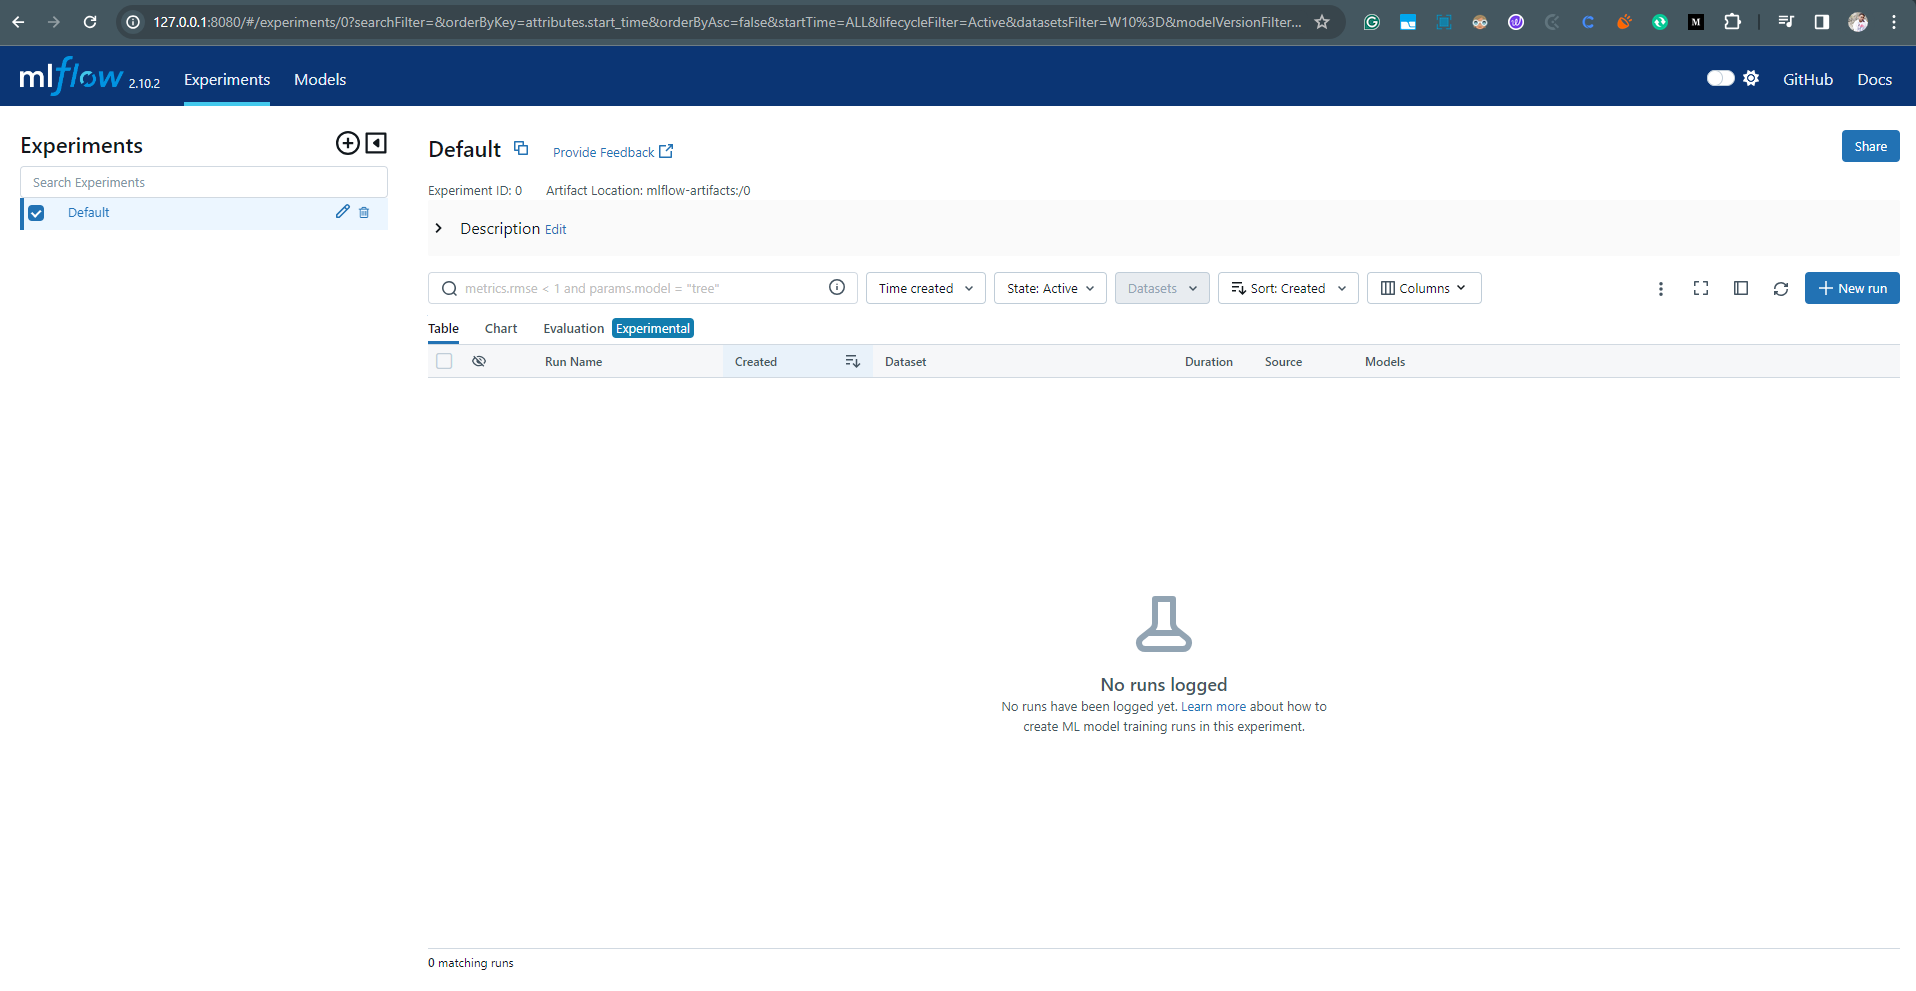 127.0.0.1:8080/#/experiments/0?searchFilter=&orderByKey=attributes.start_time&orderByAsc=false&startTime=ALL&lifecycleFilter=Active&datasetsFilter=W10%3D&modelVersionFilter...
mlflow 2.10.2 Experiments Models GitHub Docs
Experiments
Search Experiments
Default
Default Provide Feedback Share
Experiment ID: 0 Artifact Location: mlflow-artifacts:/0
Description Edit
metrics.rmse < 1 and params.model = "tree" Time created State: Active Datasets Sort: Created Columns New run
Table Chart Evaluation Experimental
Run Name Created Dataset Duration Source Models
No runs logged
No runs have been logged yet. Learn more about how to
create ML model training runs in this experiment.
0 matching runs